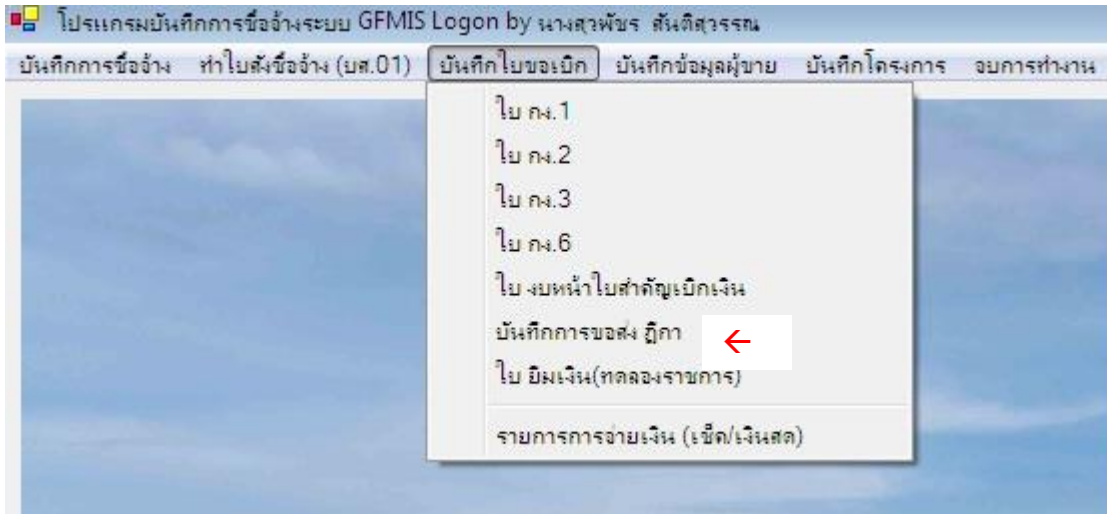 โปรแกรมบันทึกการซื้อจ้างระบบ GFMIS Logon by นางสุวพัชร สันติสุวรรณ
บันทึกการซื้อจ้าง ทำใบสั่งซื้อจ้าง (บส.01) บันทึกใบขอเบิก บันทึกข้อมูลผู้ขาย บันทึกโครงการ จบการทำงาน
ใบ กง.1
ใบ กง.2
ใบ กง.3
ใบ กง.6
ใบ งบหน้าใบสำคัญเบิกเงิน
บันทึกการขอส่ง ฎีกา ←
ใบ ยืมเงิน(ทดลองราชการ)
รายการการจ่ายเงิน (เช็ค/เงินสด)